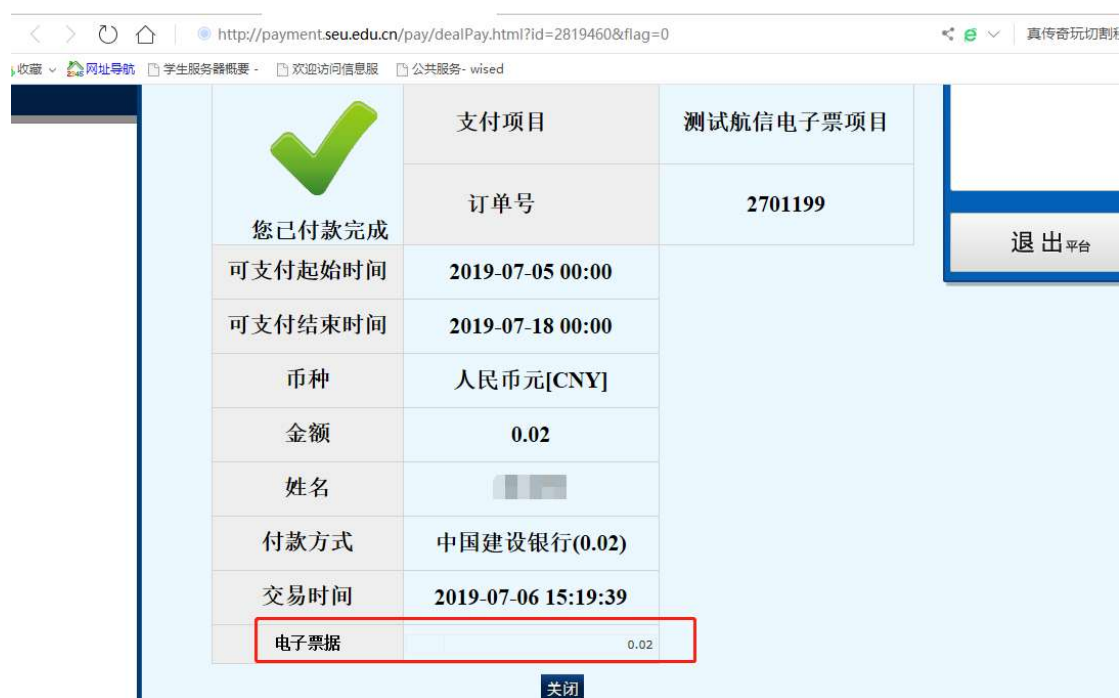 http://payment.seu.edu.cn/pay/dealPay.html?id=2819460&flag=0 真传奇玩切割
收藏 网址导航 学生服务器概要 - 欢迎访问信息服 公共服务- wised
支付项目 测试航信电子票项目
订单号 2701199
您已付款完成
退 出 平台
可支付起始时间 2019-07-05 00:00
可支付结束时间 2019-07-18 00:00
币种 人民币元[CNY]
金额 0.02
姓名
付款方式 中国建设银行(0.02)
交易时间 2019-07-06 15:19:39
电子票据 0.02
关闭